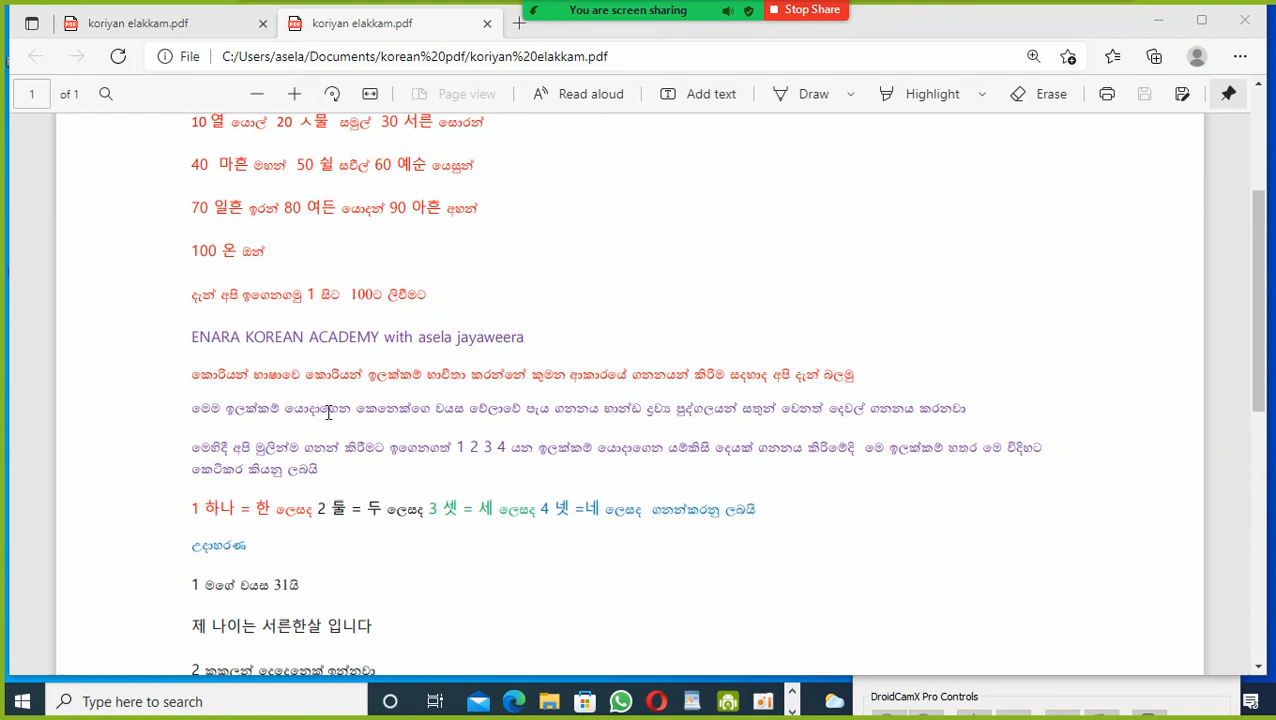 You are screen sharing
Stop Share
koriyan elakkam.pdf
koriyan elakkam.pdf
File
C:/Users/asela/Documents/korean%20pdf/koriyan%20elakkam.pdf
1 of 1
Page view
Read aloud
Add text
Draw
Highlight
Erase
10 열 යොල් 20 ㅅ물 සමුල් 30 서른 සොරන්
40 마흔 මහන් 50 쉴 සවිල් 60 예순 යෙසුන්
70 일흔 ඉරන් 80 여든 යොදන් 90 아흔 අහන්
100 온 ඔන්
දැන් අපි ඉගෙනගමු 1 සිට 100ට ලිවීමට
ENARA KOREAN ACADEMY with asela jayaweera
කොරියන් භාෂාවෙ කොරියන් ඉලක්කම් භාවිතා කරන්නේ කුමන ආකාරයේ ගනනයන් කිරිම සදහාද අපි දැන් බලමු
මෙම ඉලක්කම් යොදාගෙන කෙනෙක්ගෙ වයස වේලාවේ පැය ගනනය භාන්ඩ ද්‍රව්‍ය පුද්ගලයන් සතුන් වෙනත් දෙවල් ගනනය කරනවා
මෙහිදී අපි මුලින්ම ගනන් කිරීමට ඉගෙනගත් 1 2 3 4 යන ඉලක්කම් යොදාගෙන යම්කිසි දෙයක් ගනනය කිරිමේදි මෙ ඉලක්කම් හතර මෙ විදිහට
කෙටිකර කියනු ලබයි
1 하나 = 한 ලෙසද 2 둘 = 두 ලෙසද 3 셋 = 세 ලෙසද 4 넷 =네 ලෙසද ගනන්කරනු ලබයි
උදාහරණ
1 මගේ වයස 31යි
제 나이는 서른한살 입니다
2 කුකුලන් දෙදෙනෙක් ඉන්නවා
Type here to search
DroidCamX Pro Controls